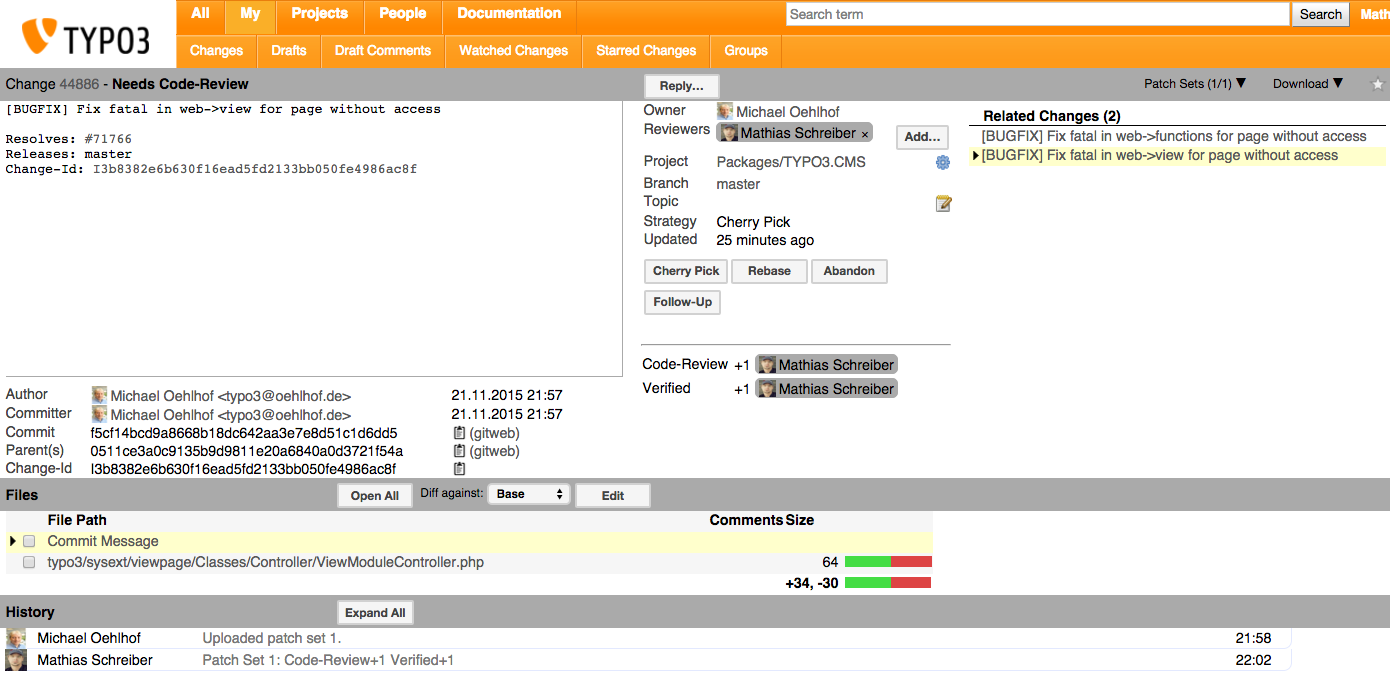 TYPO3
All My Projects People Documentation
Search term Search Math
Changes Drafts Draft Comments Watched Changes Starred Changes Groups
Change 44886 - Needs Code-Review
Reply...
Patch Sets (1/1) ▼ Download ▼
[BUGFIX] Fix fatal in web->view for page without access
Resolves: #71766
Releases: master
Change-Id: I3b8382e6b630f16ead5fd2133bb050fe4986ac8f
Owner Michael Oehlhof
Reviewers Mathias Schreiber × Add...
Project Packages/TYPO3.CMS
Branch master
Topic
Strategy Cherry Pick
Updated 25 minutes ago
Cherry Pick Rebase Abandon
Follow-Up
Code-Review +1 Mathias Schreiber
Verified +1 Mathias Schreiber
Related Changes (2)
[BUGFIX] Fix fatal in web->functions for page without access
[BUGFIX] Fix fatal in web->view for page without access
Author Michael Oehlhof <typo3@oehlhof.de> 21.11.2015 21:57
Committer Michael Oehlhof <typo3@oehlhof.de> 21.11.2015 21:57
Commit f5cf14bcd9a8668b18dc642aa3e7e8d51c1d6dd5 (gitweb)
Parent(s) 0511ce3a0c9135b9d9811e20a6840a0d3721f54a (gitweb)
Change-Id I3b8382e6b630f16ead5fd2133bb050fe4986ac8f
Files Open All Diff against: Base Edit
File Path Comments Size
Commit Message
typo3/sysext/viewpage/Classes/Controller/ViewModuleController.php 64
+34, -30
History Expand All
Michael Oehlhof Uploaded patch set 1. 21:58
Mathias Schreiber Patch Set 1: Code-Review+1 Verified+1 22:02